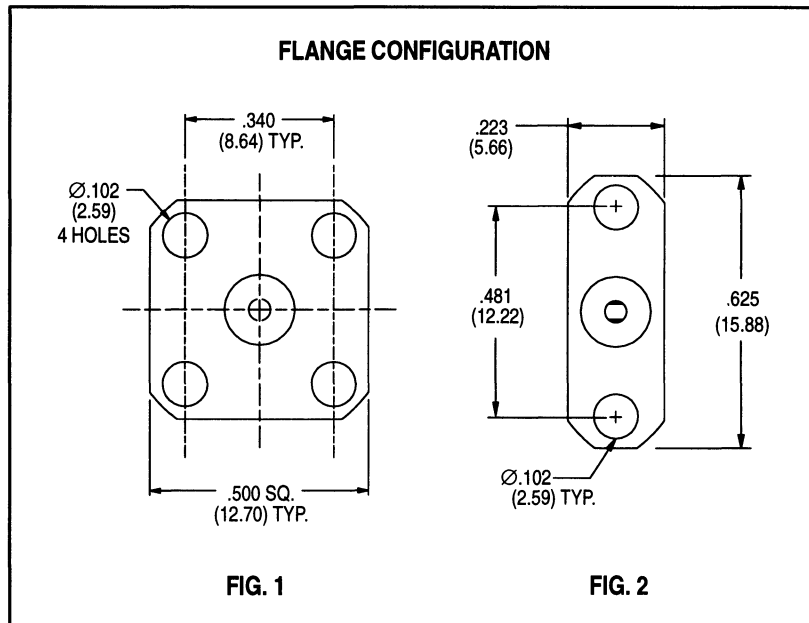 FLANGE CONFIGURATION
.340
(8.64) TYP.
Ø.102
(2.59)
4 HOLES
.500 SQ.
(12.70) TYP.
FIG. 1
.223
(5.66)
.481
(12.22)
.625
(15.88)
Ø.102
(2.59) TYP.
FIG. 2